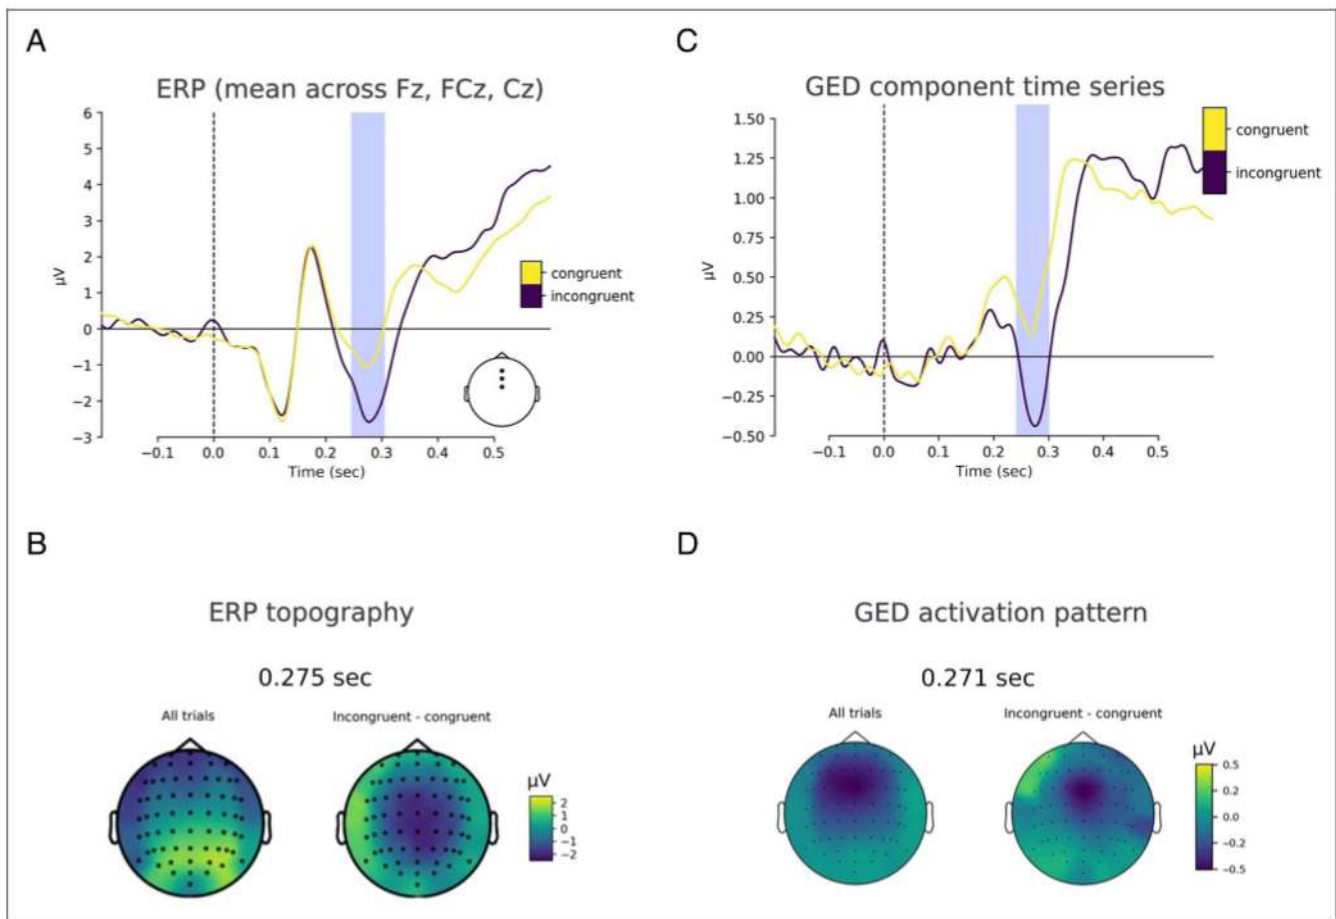 A
ERP (mean across Fz, FCz, Cz)
6
5
4
3
2
1
0
−1
−2
−3
μV
−0.1 0.0 0.1 0.2 0.3 0.4 0.5
Time (sec)
congruent
incongruent
C
GED component time series
1.50
1.25
1.00
0.75
0.50
0.25
0.00
−0.25
−0.50
μV
−0.1 0.0 0.1 0.2 0.3 0.4 0.5
Time (sec)
congruent
incongruent
B
ERP topography
0.275 sec
All trials
Incongruent - congruent
μV
2
1
0
−1
−2
D
GED activation pattern
0.271 sec
All trials
Incongruent - congruent
μV
0.5
0.2
0.0
−0.2
−0.5